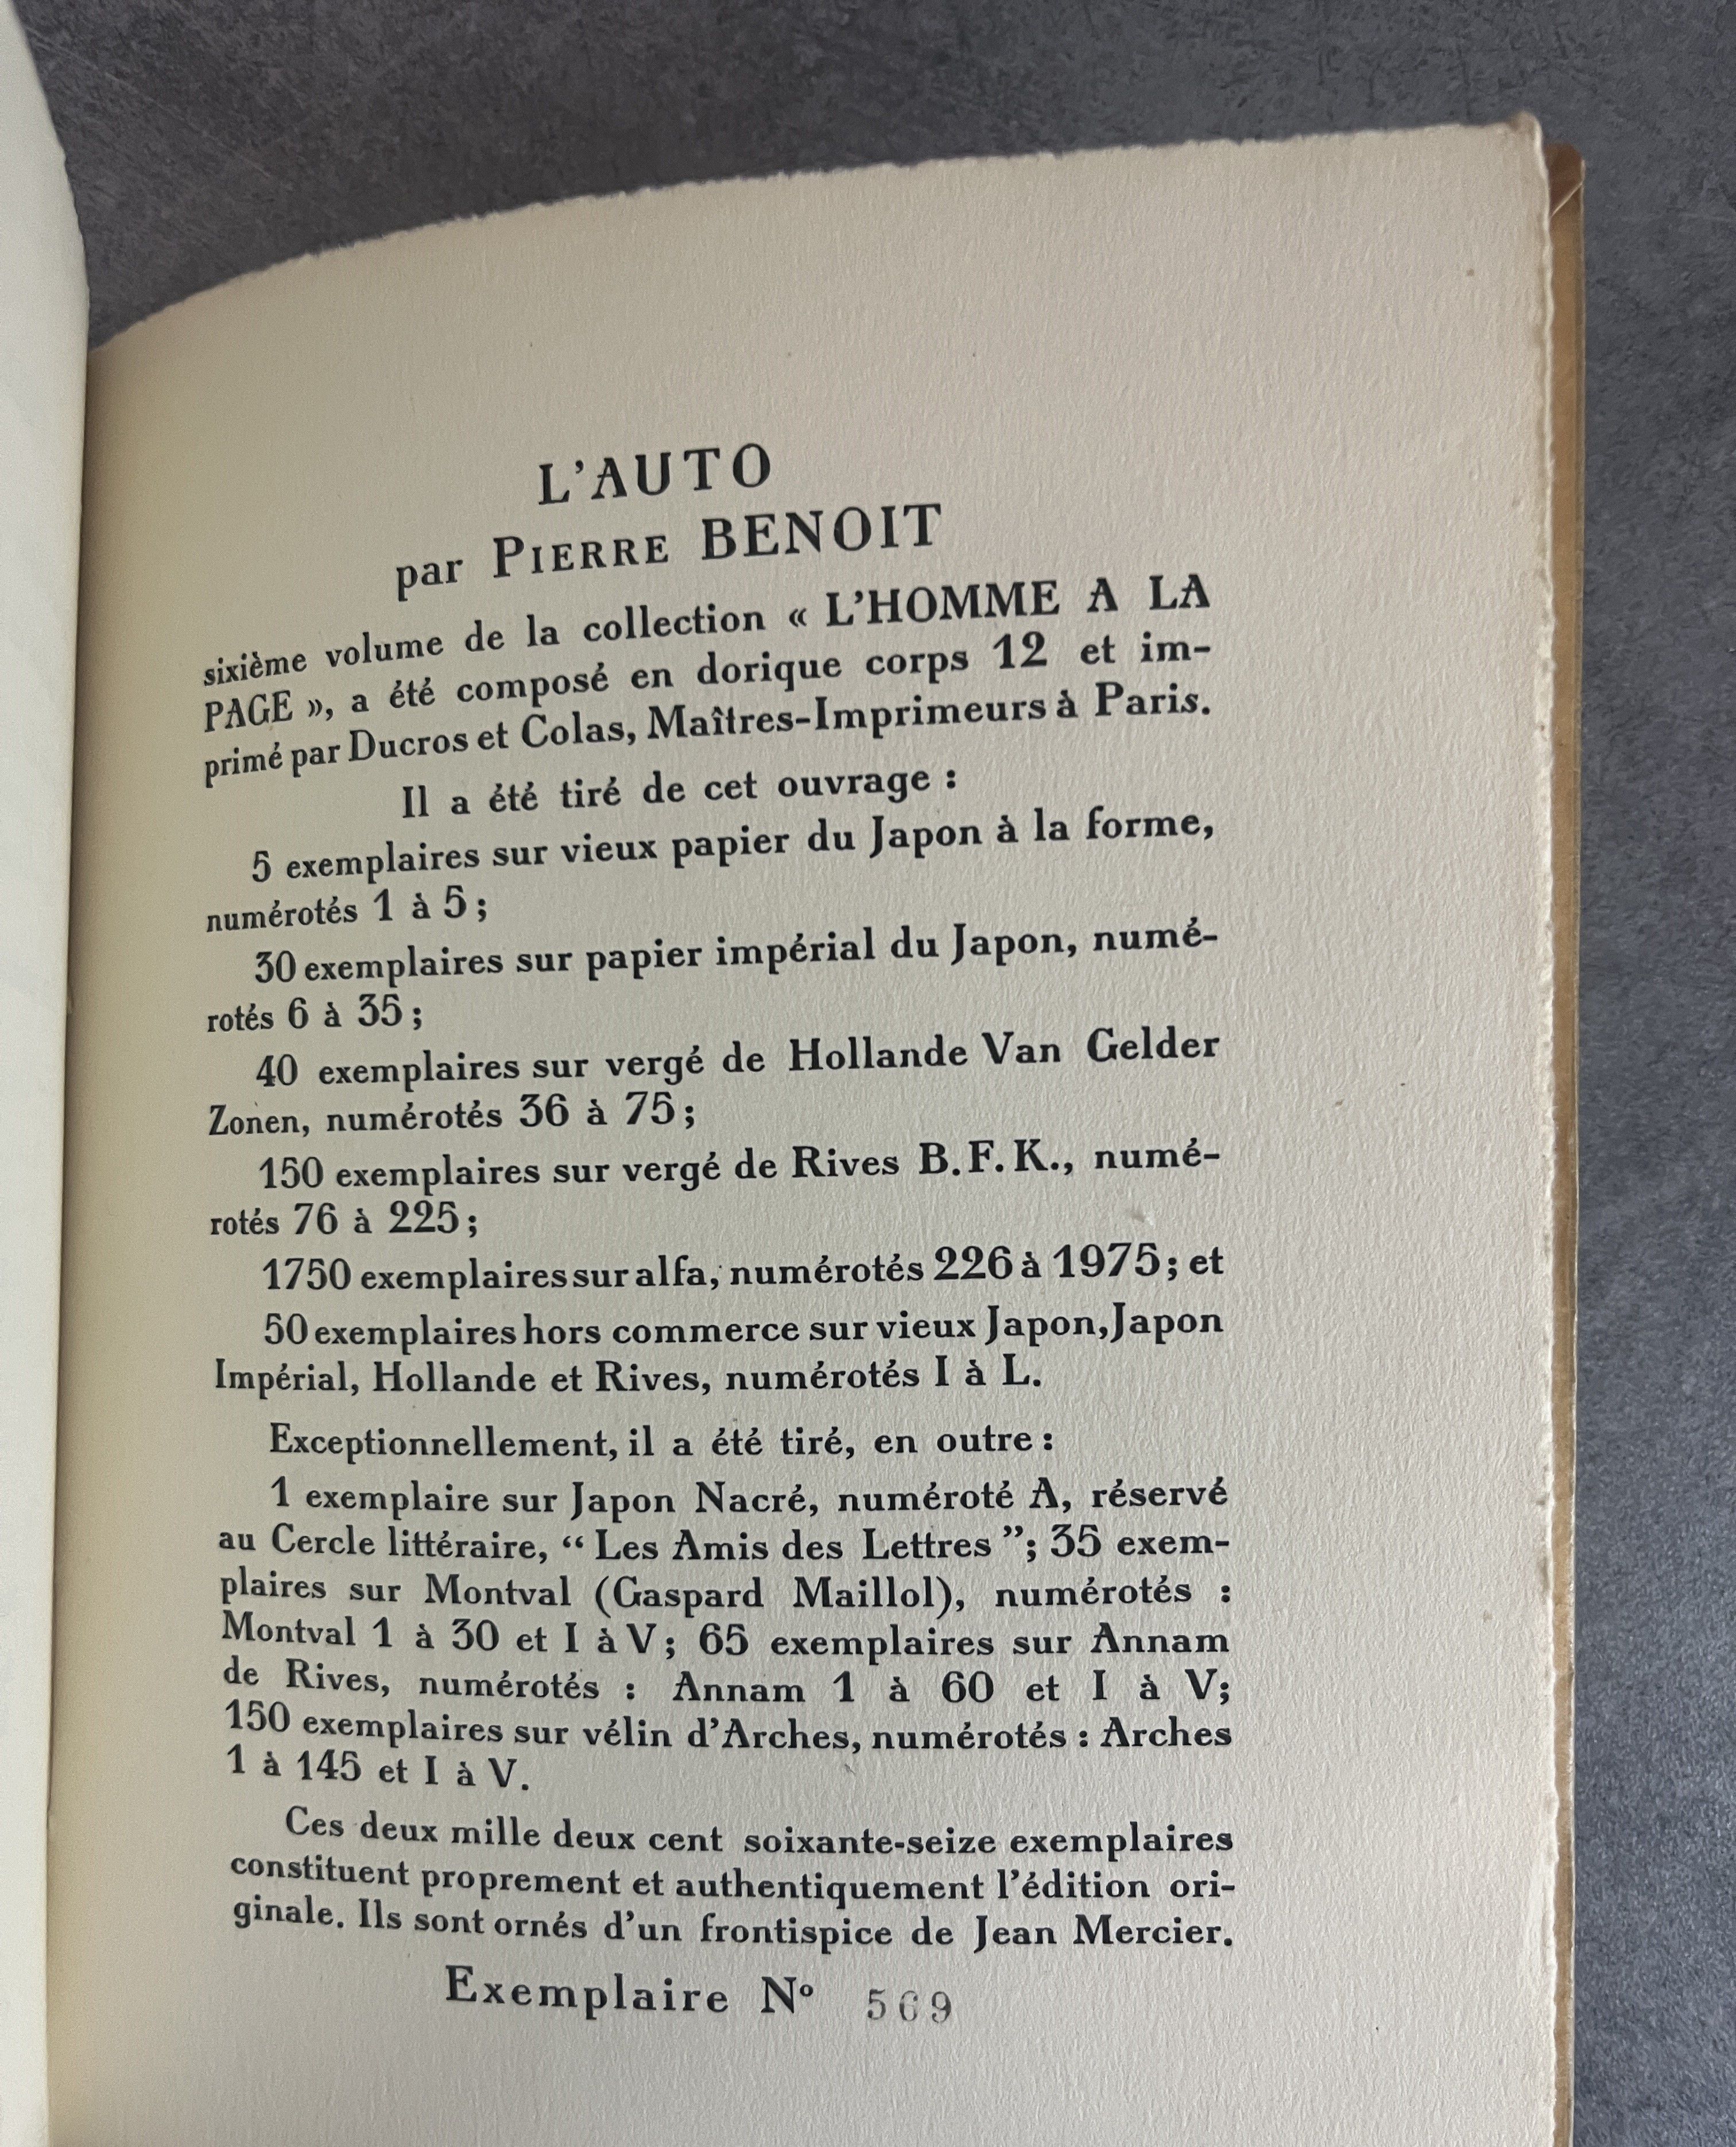 L'AUTO
par PIERRE BENOIT
sixième volume de la collection « L'HOMME A LA
PAGE », a été composé en dorique corps 12 et im-
primé par Ducros et Colas, Maîtres-Imprimeurs à Paris.
Il a été tiré de cet ouvrage :
5 exemplaires sur vieux papier du Japon à la forme,
numérotés 1 à 5 ;
30 exemplaires sur papier impérial du Japon, numé-
rotés 6 à 35 ;
40 exemplaires sur vergé de Hollande Van Gelder
Zonen, numérotés 36 à 75 ;
150 exemplaires sur vergé de Rives B.F.K., numé-
rotés 76 à 225 ;
1750 exemplaires sur alfa, numérotés 226 à 1975 ; et
50 exemplaires hors commerce sur vieux Japon, Japon
Impérial, Hollande et Rives, numérotés I à L.
Exceptionnellement, il a été tiré, en outre :
1 exemplaire sur Japon Nacré, numéroté A, réservé
au Cercle littéraire, “ Les Amis des Lettres ” ; 35 exem-
plaires sur Montval (Gaspard Maillol), numérotés :
Montval 1 à 30 et I à V ; 65 exemplaires sur Annam
de Rives, numérotés : Annam 1 à 60 et I à V ;
150 exemplaires sur vélin d'Arches, numérotés : Arches
1 à 145 et I à V.
Ces deux mille deux cent soixante-seize exemplaires
constituent proprement et authentiquement l'édition ori-
ginale. Ils sont ornés d'un frontispice de Jean Mercier.
Exemplaire Nº 569